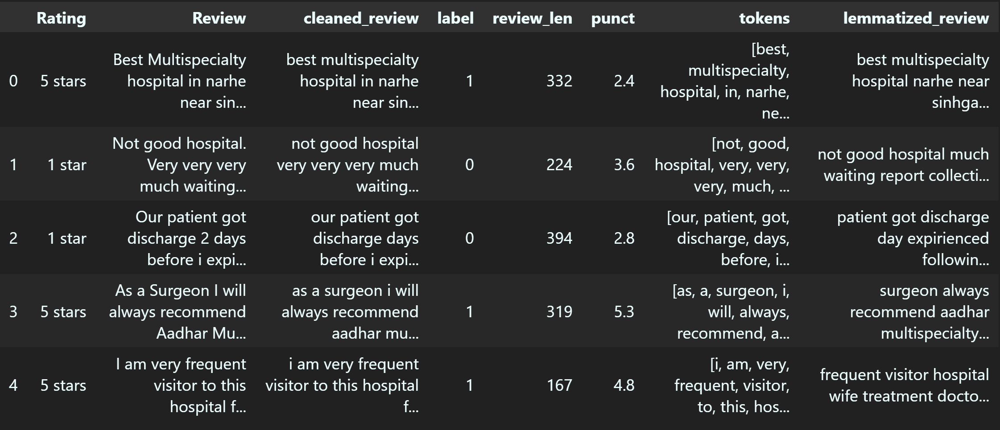 Rating Review cleaned_review label review_len punct tokens lemmatized_review
0 5 stars Best Multispecialty hospital in narhe near sin... best multispecialty hospital in narhe near sin... 1 332 2.4 [best, multispecialty, hospital, in, narhe, ne... best multispecialty hospital narhe near sinhga...
1 1 star Not good hospital. Very very very much waiting... not good hospital very very very much waiting... 0 224 3.6 [not, good, hospital, very, very, very, much, ... not good hospital much waiting report collecti...
2 1 star Our patient got discharge 2 days before i expi... our patient got discharge days before i expi... 0 394 2.8 [our, patient, got, discharge, days, before, i... patient got discharge day expirienced followin...
3 5 stars As a Surgeon I will always recommend Aadhar Mu... as a surgeon i will always recommend aadhar mu... 1 319 5.3 [as, a, surgeon, i, will, always, recommend, a... surgeon always recommend aadhar multispecialty...
4 5 stars I am very frequent visitor to this hospital f... i am very frequent visitor to this hospital f... 1 167 4.8 [i, am, very, frequent, visitor, to, this, hos... frequent visitor hospital wife treatment docto...